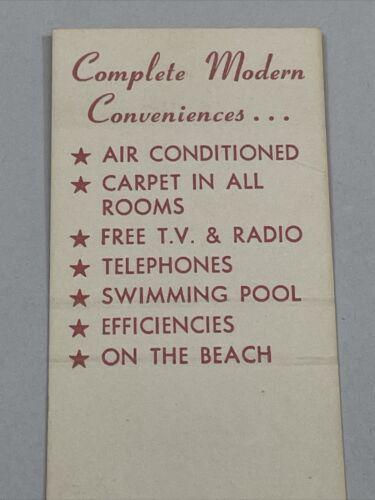 Complete Modern
Conveniences...
★ AIR CONDITIONED
★ CARPET IN ALL
ROOMS
★ FREE T.V. & RADIO
★ TELEPHONES
★ SWIMMING POOL
★ EFFICIENCIES
★ ON THE BEACH